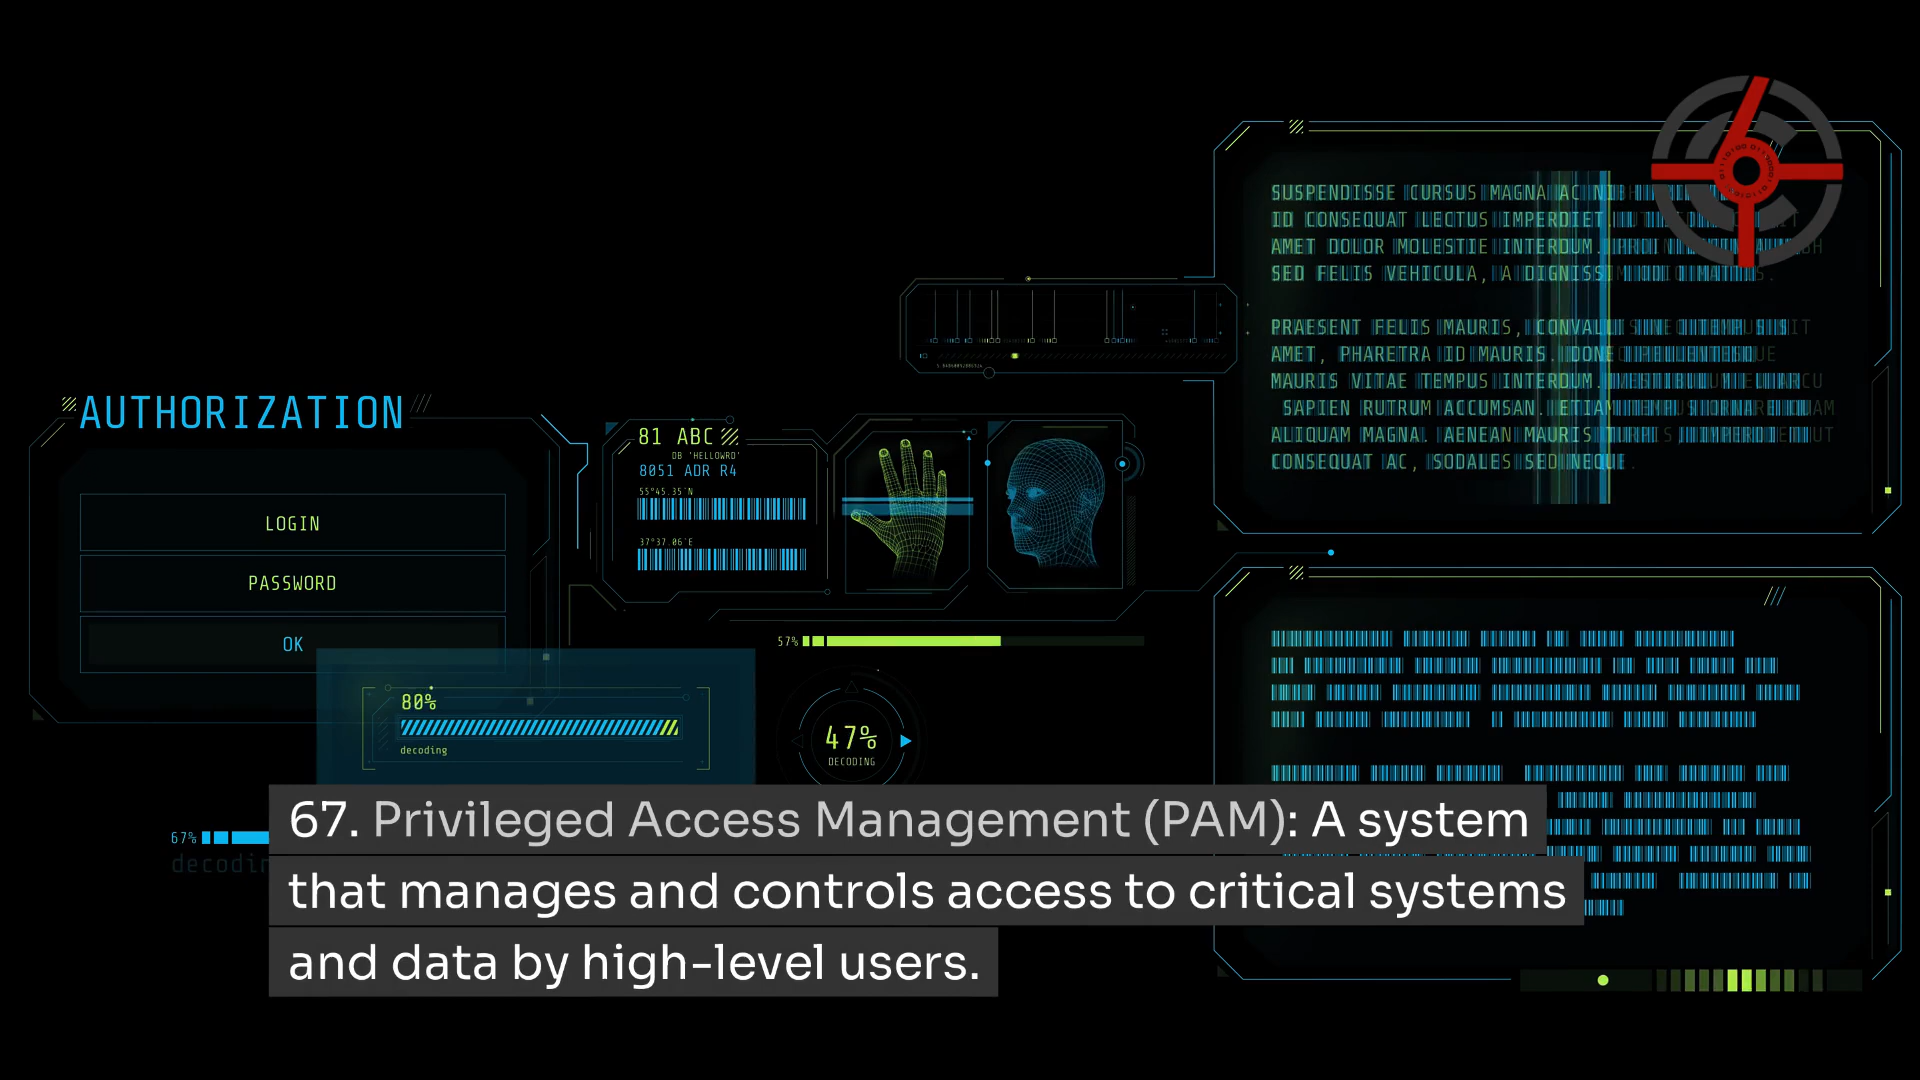 AUTHORIZATION
LOGIN
PASSWORD
OK
80%
decoding
67%
81 ABC
DB 'HELLOWRD'
8051 ADR R4
55°45.35'N
37°37.06'E
57%
47%
DECODING
SUSPENDISSE CURSUS MAGNA AC
ID CONSEQUAT LECTUS IMPERDIET
AMET DOLOR MOLESTIE INTERDUM.
SED FELIS VEHICULA, A
PRAESENT FELIS MAURIS,
AMET, PHARETRA ID MAURIS.
MAURIS VITAE TEMPUS INTERDUM.
SAPIEN RUTRUM ACCUMSAN. ETIAM
ALIQUAM MAGNA. AENEAN MAURIS
CONSEQUAT AC, SODALES SED NEQUE.
67. Privileged Access Management (PAM): A system
that manages and controls access to critical systems
and data by high-level users.